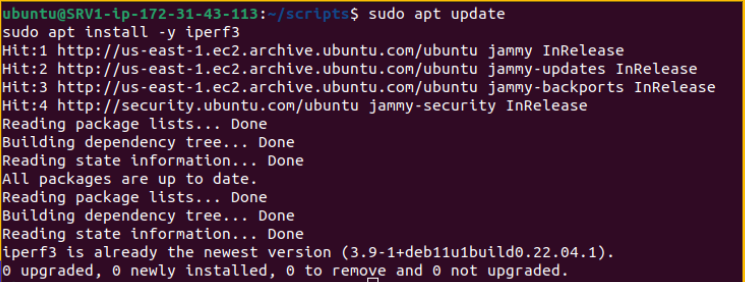 ubuntu@SRV1-ip-172-31-43-113:~/scripts$ sudo apt update
sudo apt install -y iperf3
Hit:1 http://us-east-1.ec2.archive.ubuntu.com/ubuntu jammy InRelease
Hit:2 http://us-east-1.ec2.archive.ubuntu.com/ubuntu jammy-updates InRelease
Hit:3 http://us-east-1.ec2.archive.ubuntu.com/ubuntu jammy-backports InRelease
Hit:4 http://security.ubuntu.com/ubuntu jammy-security InRelease
Reading package lists... Done
Building dependency tree... Done
Reading state information... Done
All packages are up to date.
Reading package lists... Done
Building dependency tree... Done
Reading state information... Done
iperf3 is already the newest version (3.9-1+deb11u1build0.22.04.1).
0 upgraded, 0 newly installed, 0 to remove and 0 not upgraded.